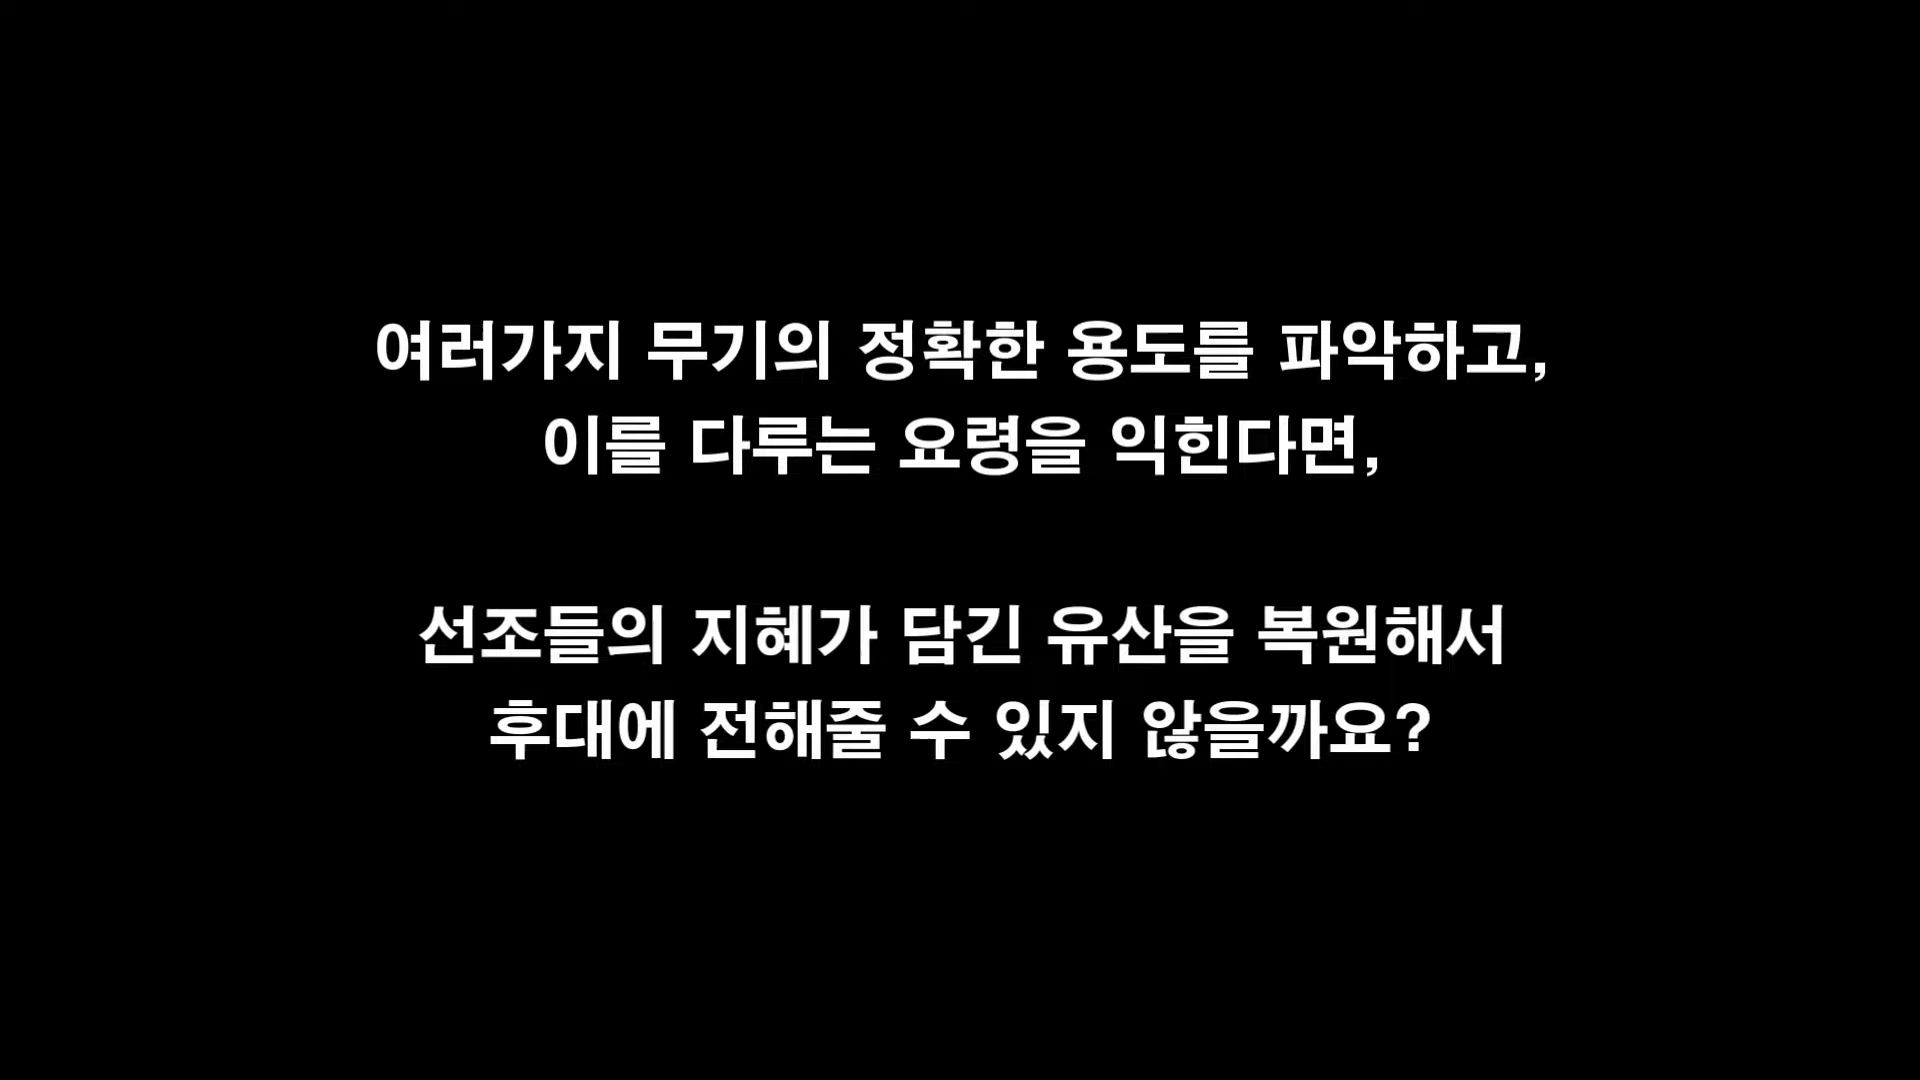 여러가지 무기의 정확한 용도를 파악하고,
이를 다루는 요령을 익힌다면,
선조들의 지혜가 담긴 유산을 복원해서
후대에 전해줄 수 있지 않을까요?